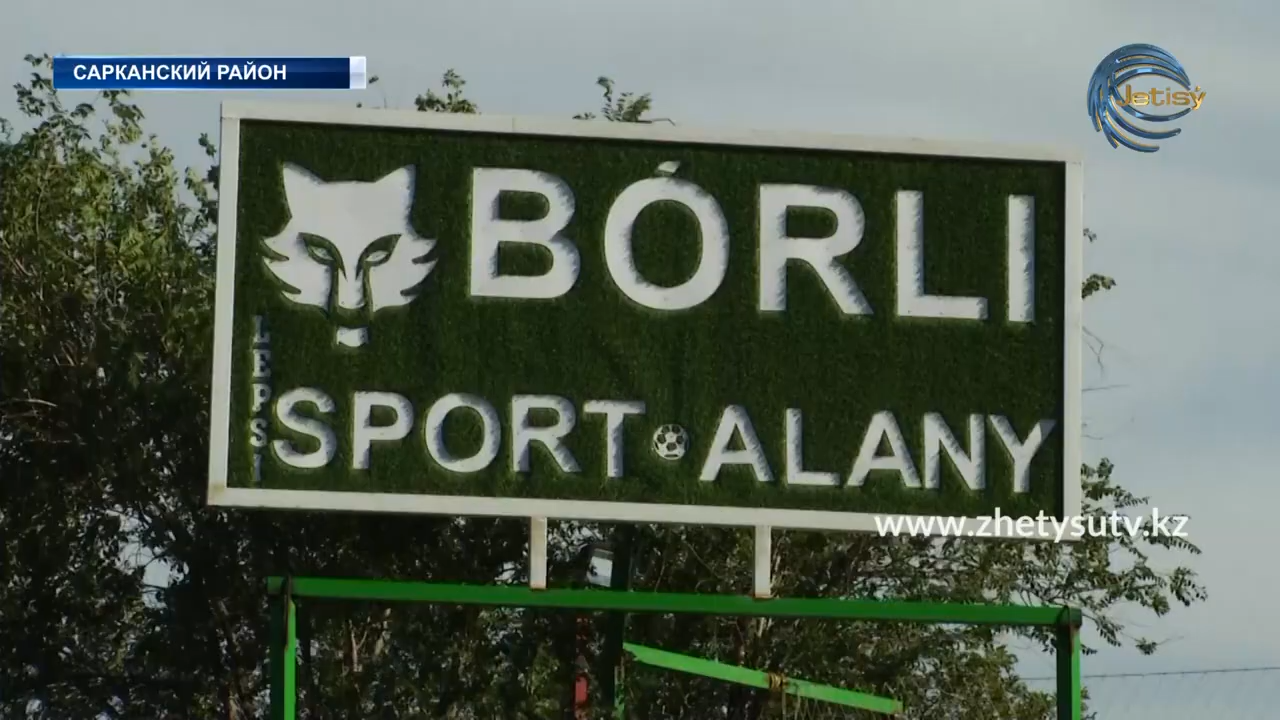 САРКАНСКИЙ РАЙОН
Jetisý
BÓRLI
LEPSI
SPORT ALANY
www.zhetysutv.kz